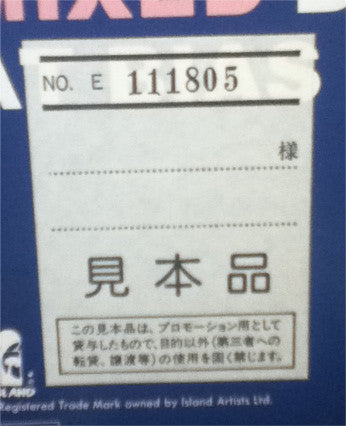 MIXED
NO. E 111805
様
見本品
この見本品は、プロモーション用として
貸与したもので、目的以外(第三者への
転貸、譲渡等)の使用を固く禁じます。
ISLAND
Registered Trade Mark owned by Island Artists Ltd.